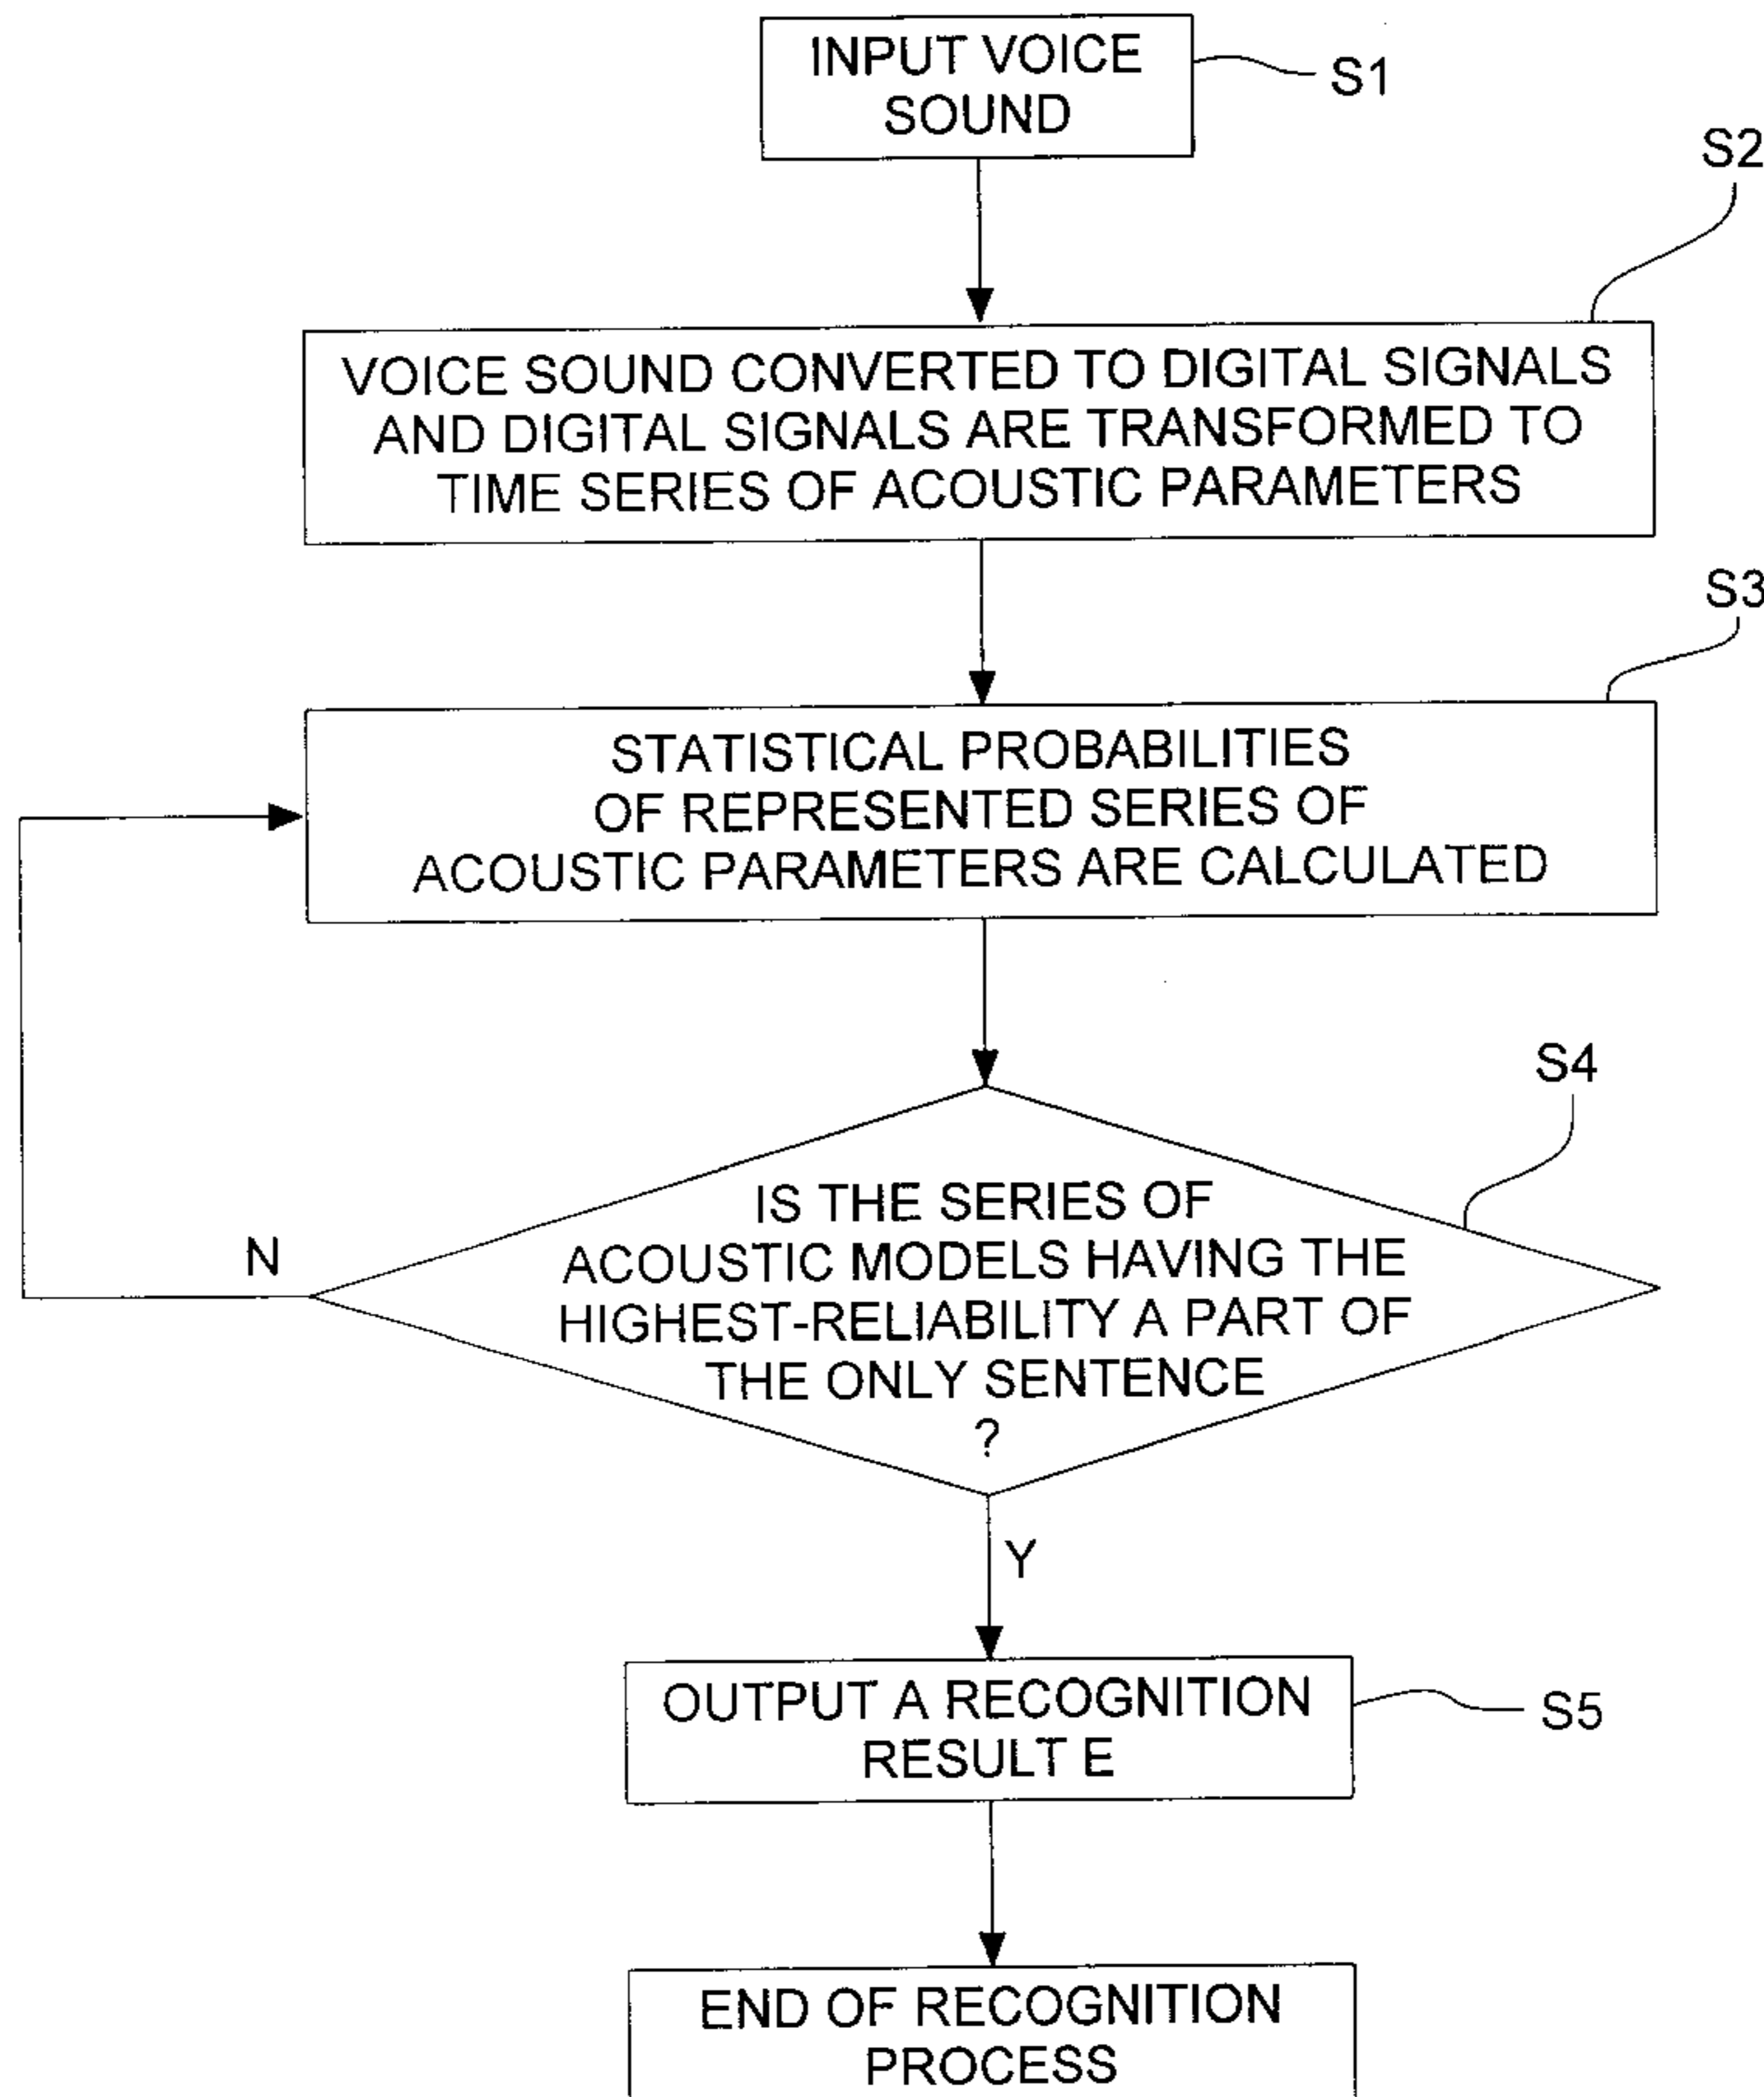 INPUT VOICE
SOUND
S1
S2
VOICE SOUND CONVERTED TO DIGITAL SIGNALS
AND DIGITAL SIGNALS ARE TRANSFORMED TO
TIME SERIES OF ACOUSTIC PARAMETERS
S3
STATISTICAL PROBABILITIES
OF REPRESENTED SERIES OF
ACOUSTIC PARAMETERS ARE CALCULATED
S4
IS THE SERIES OF
ACOUSTIC MODELS HAVING THE
HIGHEST-RELIABILITY A PART OF
THE ONLY SENTENCE
?
N
Y
OUTPUT A RECOGNITION
RESULT E
S5
END OF RECOGNITION
PROCESS